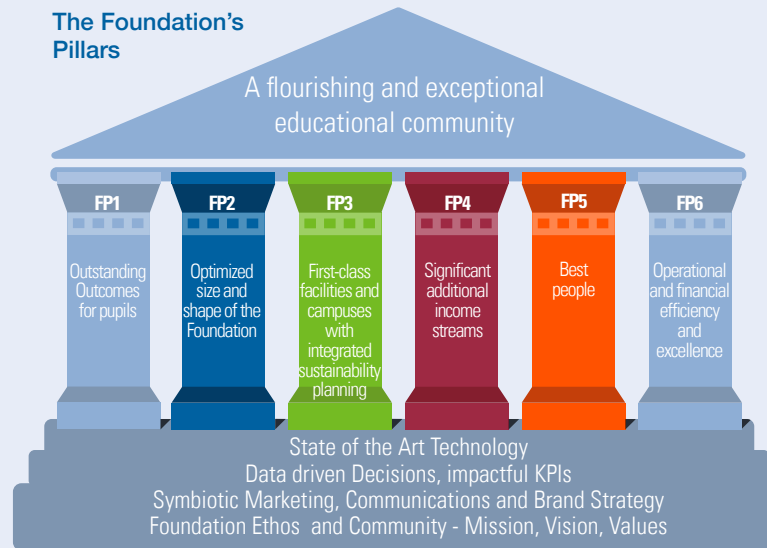 The Foundation's
Pillars
A flourishing and exceptional
educational community
FP1
Outstanding
Outcomes
for pupils
FP2
Optimized
size and
shape of the
Foundation
FP3
First-class
facilities and
campuses
with
integrated
sustainability
planning
FP4
Significant
additional
income
streams
FP5
Best
people
FP6
Operational
and financial
efficiency
and
excellence
State of the Art Technology
Data driven Decisions, impactful KPIs
Symbiotic Marketing, Communications and Brand Strategy
Foundation Ethos and Community - Mission, Vision, Values